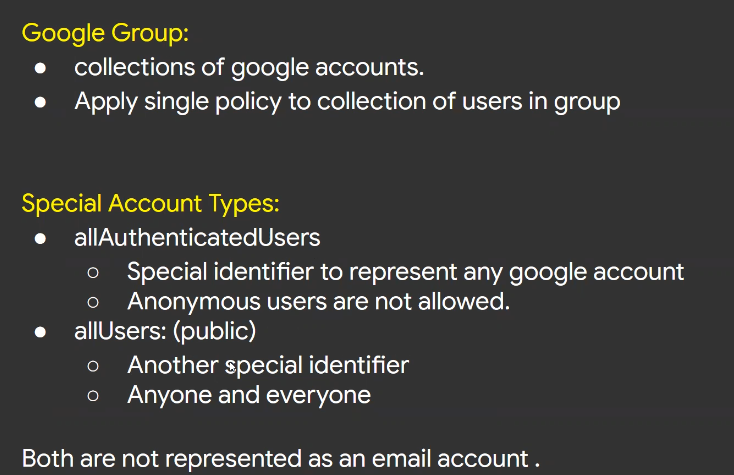 Google Group:
● collections of google accounts.
● Apply single policy to collection of users in group
Special Account Types:
● allAuthenticatedUsers
○ Special identifier to represent any google account
○ Anonymous users are not allowed.
● allUsers: (public)
○ Another special identifier
○ Anyone and everyone
Both are not represented as an email account .